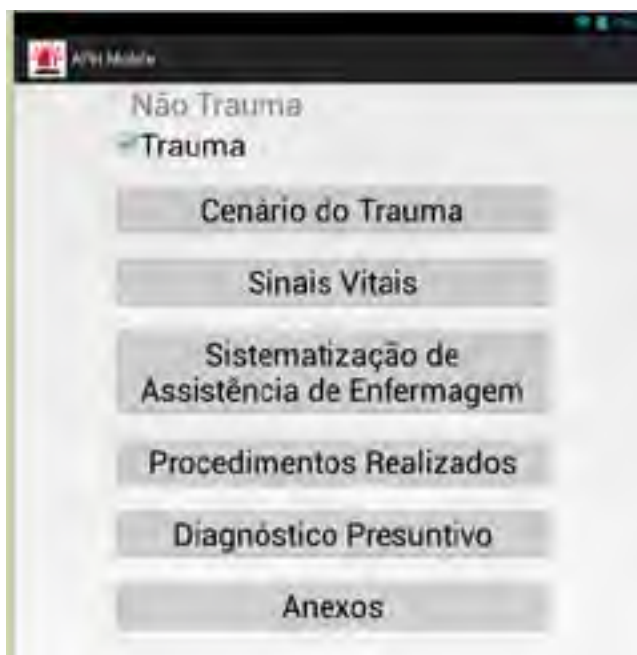 APH Mobile
Não Trauma
Trauma
Cenário do Trauma
Sinais Vitais
Sistematização de
Assistência de Enfermagem
Procedimentos Realizados
Diagnóstico Presuntivo
Anexos